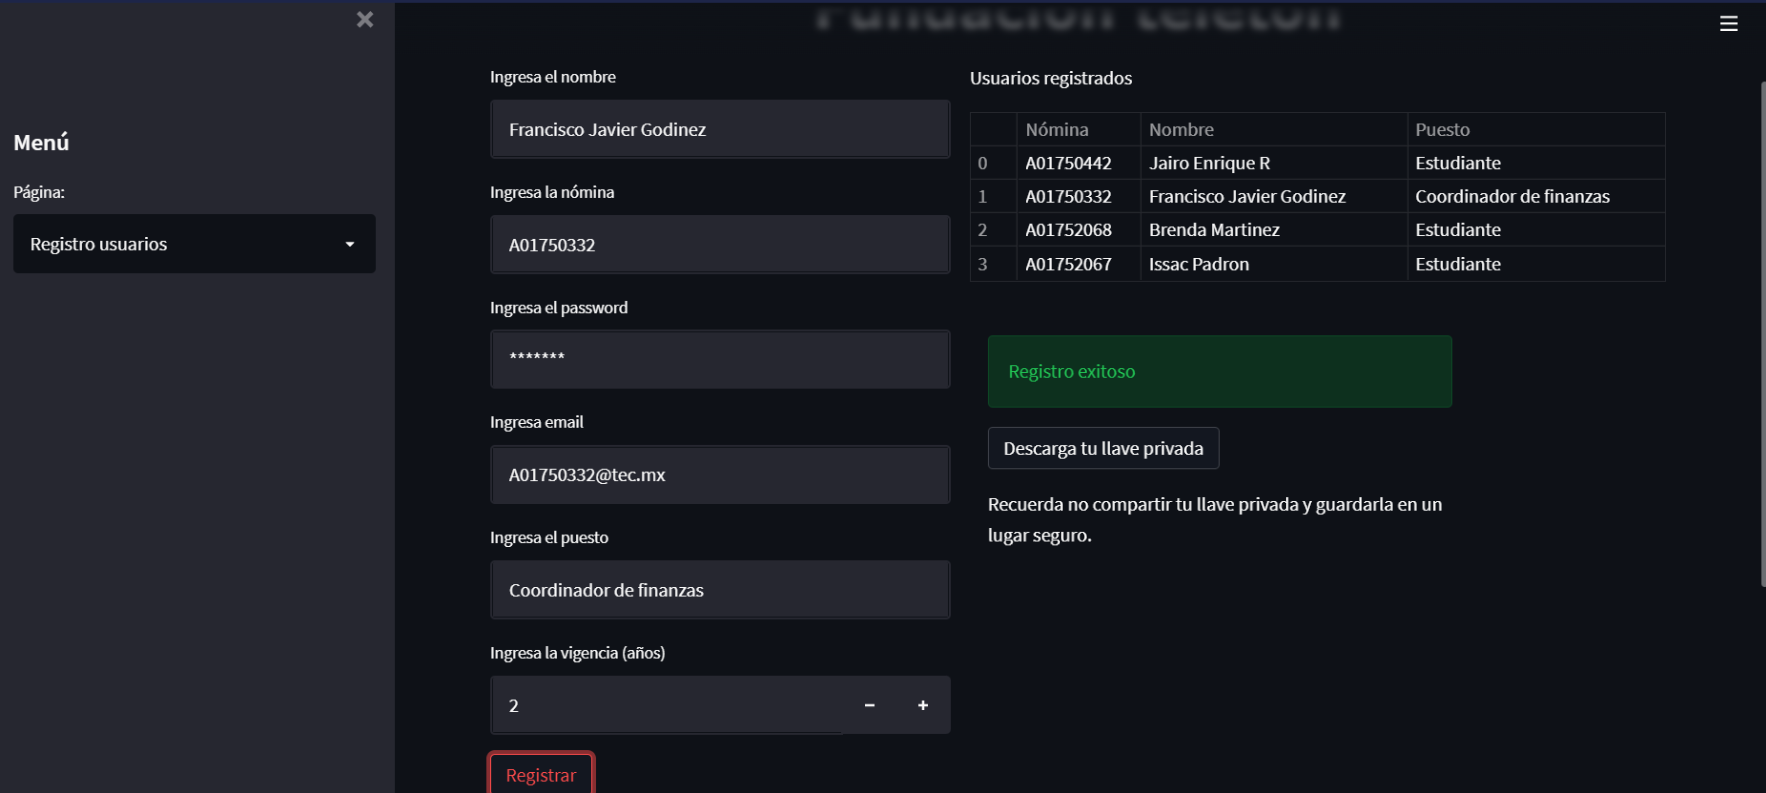 Fundación teletón
Menú
Página:
Registro usuarios
Ingresa el nombre
Francisco Javier Godinez
Ingresa la nómina
A01750332
Ingresa el password
*******
Ingresa email
A01750332@tec.mx
Ingresa el puesto
Coordinador de finanzas
Ingresa la vigencia (años)
2
Registrar
Usuarios registrados
Nómina Nombre Puesto
0 A01750442 Jairo Enrique R Estudiante
1 A01750332 Francisco Javier Godinez Coordinador de finanzas
2 A01752068 Brenda Martinez Estudiante
3 A01752067 Issac Padron Estudiante
Registro exitoso
Descarga tu llave privada
Recuerda no compartir tu llave privada y guardarla en un
lugar seguro.